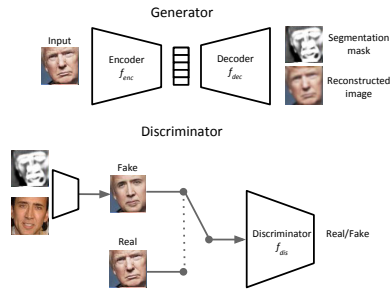 Generator
Input
Encoder
f_enc
Decoder
f_dec
Segmentation
mask
Reconstructed
image
Discriminator
Fake
Real
Discriminator
f_dis
Real/Fake